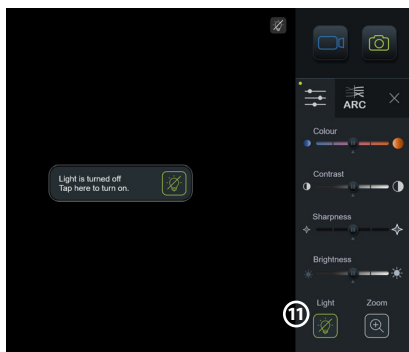 ARC
Colour
Contrast
Light is turned off
Tap here to turn on.
Sharpness
Brightness
Light
Zoom
11